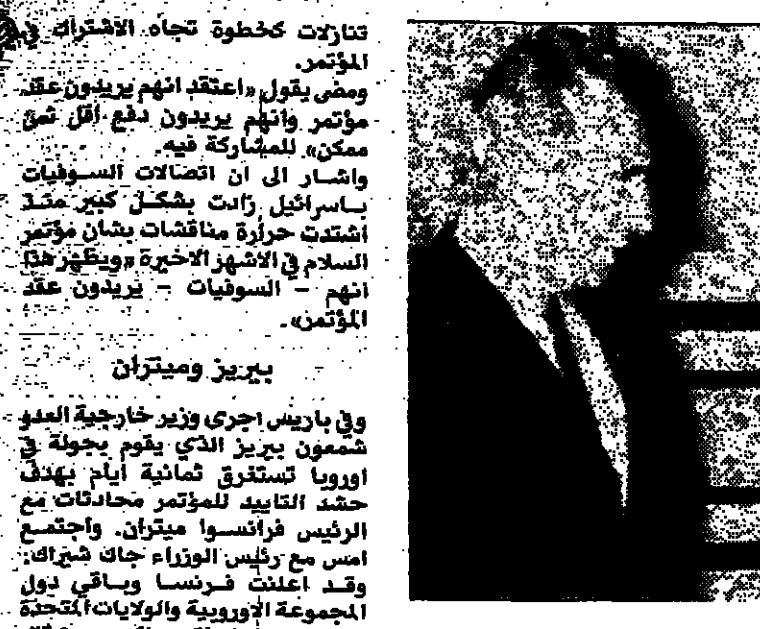 تنازلات كخطوة تجاه الاشتراك في
المؤتمر.
ومضى يقول «اعتقد انهم يريدون عقد
مؤتمر وانهم يريدون دفع اقل ثمن
ممكن» للمشاركة فيه.
واشار الى ان اتصالات السوفيات
باسرائيل زادت بشكل كبير منذ
اشتدت حرارة مناقشات بشان مؤتمر
السلام في الاشهر الاخيرة «ويظهر هذا
انهم – السوفيات – يريدون عقد
المؤتمر».
بيريز وميتران
وفي باريس اجرى وزير خارجية العدو
شمعون بيريز الذي يقوم بجولة في
اوروبا تستغرق ثمانية ايام بهدف
حشد التاييد للمؤتمر محادثات مع
الرئيس فرانسوا ميتران. واجتمع
امس مع رئيس الوزراء جاك شيراك.
وقد اعلنت فرنسا وباقي دول
المجموعة الاوروبية والولايات المتحدة